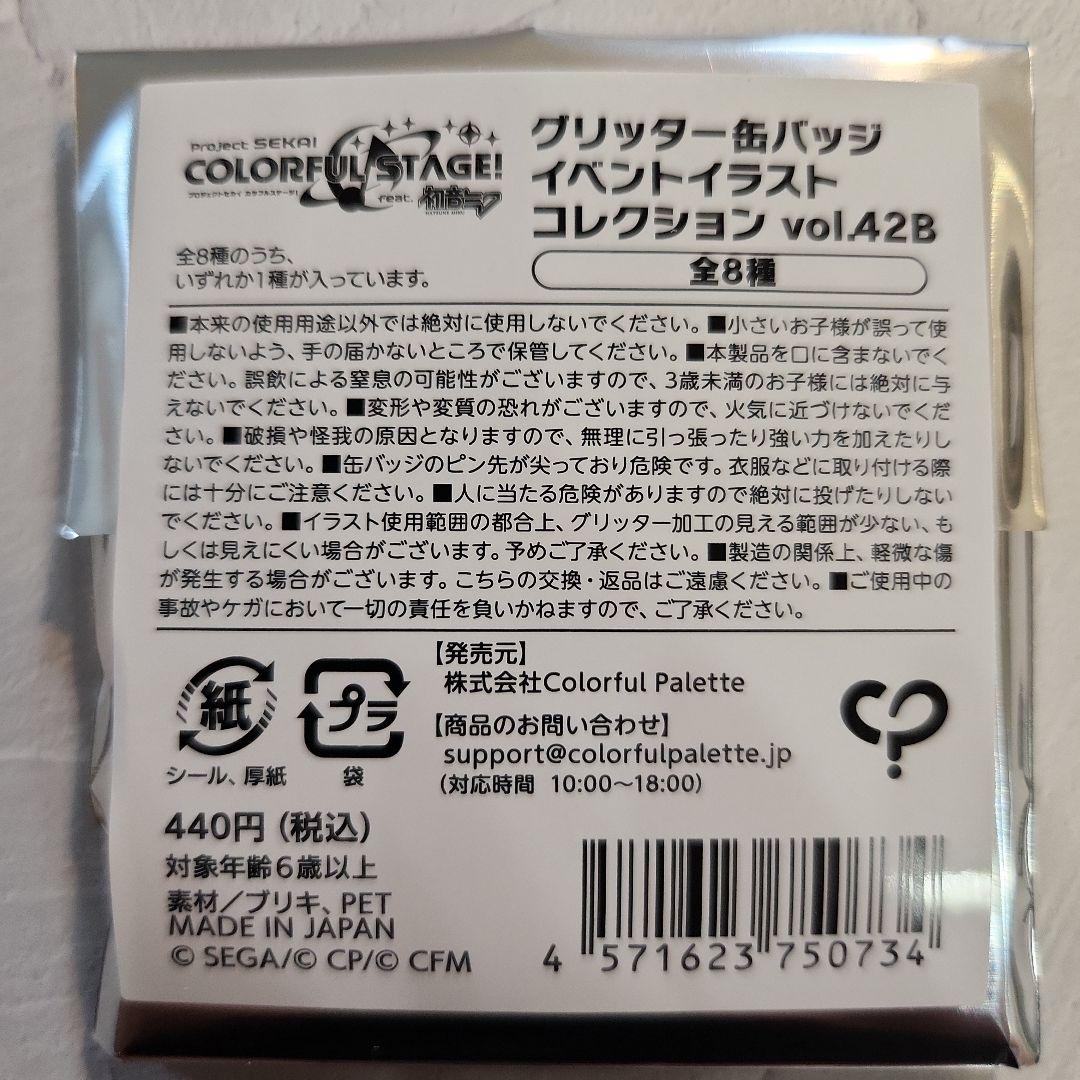 Project SEKAI
COLORFUL STAGE!
プロジェクトセカイ カラフルステージ!
feat. 初音ミク
HATSUNE MIKU
グリッター缶バッジ
イベントイラスト
コレクション vol.42B
全8種
全8種のうち、
いずれか1種が入っています。
■本来の使用用途以外では絶対に使用しないでください。■小さいお子様が誤って使
用しないよう、手の届かないところで保管してください。■本製品を口に含まないでく
ださい。誤飲による窒息の可能性がございますので、3歳未満のお子様には絶対に与
えないでください。■変形や変質の恐れがございますので、火気に近づけないでくだ
さい。■破損や怪我の原因となりますので、無理に引っ張ったり強い力を加えたりし
ないでください。■缶バッジのピン先が尖っており危険です。衣服などに取り付ける際
には十分にご注意ください。■人に当たる危険がありますので絶対に投げたりしない
でください。■イラスト使用範囲の都合上、グリッター加工の見える範囲が少ない、も
しくは見えにくい場合がございます。予めご了承ください。■製造の関係上、軽微な傷
が発生する場合がございます。こちらの交換・返品はご遠慮ください。■ご使用中の
事故やケガにおいて一切の責任を負いかねますので、ご了承ください。
紙
シール、厚紙
プラ
袋
【発売元】
株式会社Colorful Palette
【商品のお問い合わせ】
support@colorfulpalette.jp
(対応時間 10:00〜18:00)
440円(税込)
対象年齢6歳以上
素材/ブリキ、PET
MADE IN JAPAN
© SEGA/© CP/© CFM
4 571623 750734